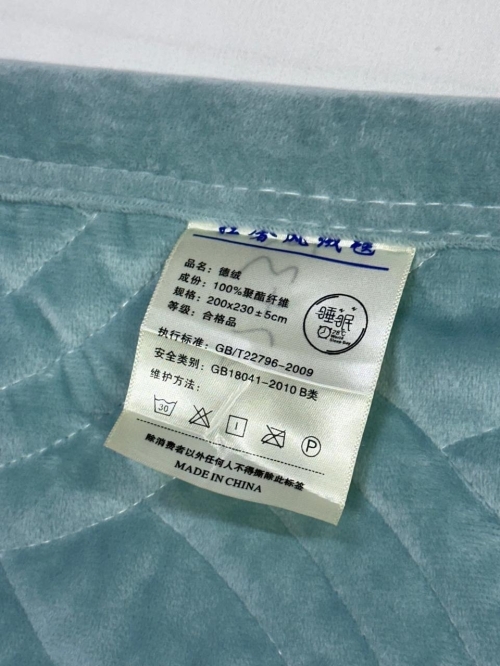 品名：德绒
成份：100%聚酯纤维
规格：200x230±5cm
等级：合格品
睡眠
执行标准：GB/T22796-2009
安全类别：GB18041-2010 B类
维护方法：
30
P
除消费者以外任何人不得撕除此标签
MADE IN CHINA